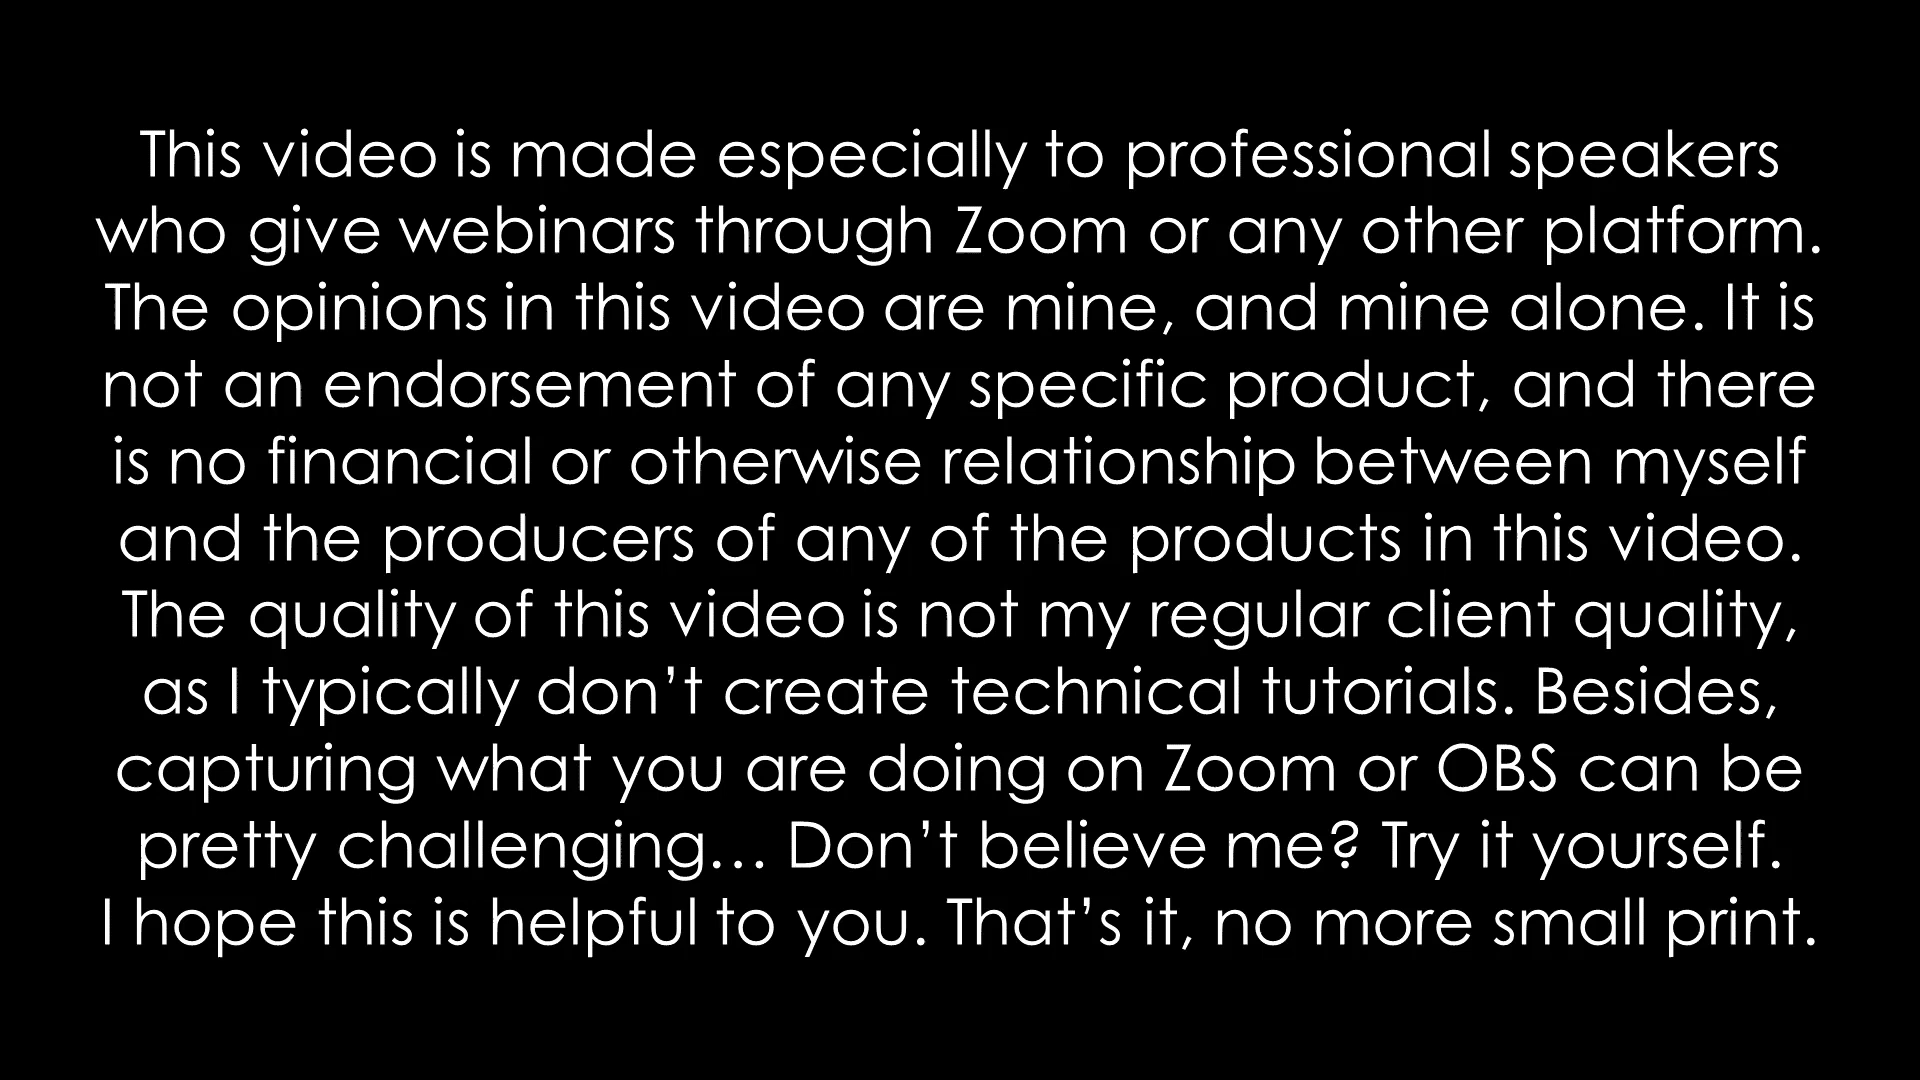 This video is made especially to professional speakers
who give webinars through Zoom or any other platform.
The opinions in this video are mine, and mine alone. It is
not an endorsement of any specific product, and there
is no financial or otherwise relationship between myself
and the producers of any of the products in this video.
The quality of this video is not my regular client quality,
as I typically don’t create technical tutorials. Besides,
capturing what you are doing on Zoom or OBS can be
pretty challenging… Don’t believe me? Try it yourself.
I hope this is helpful to you. That’s it, no more small print.